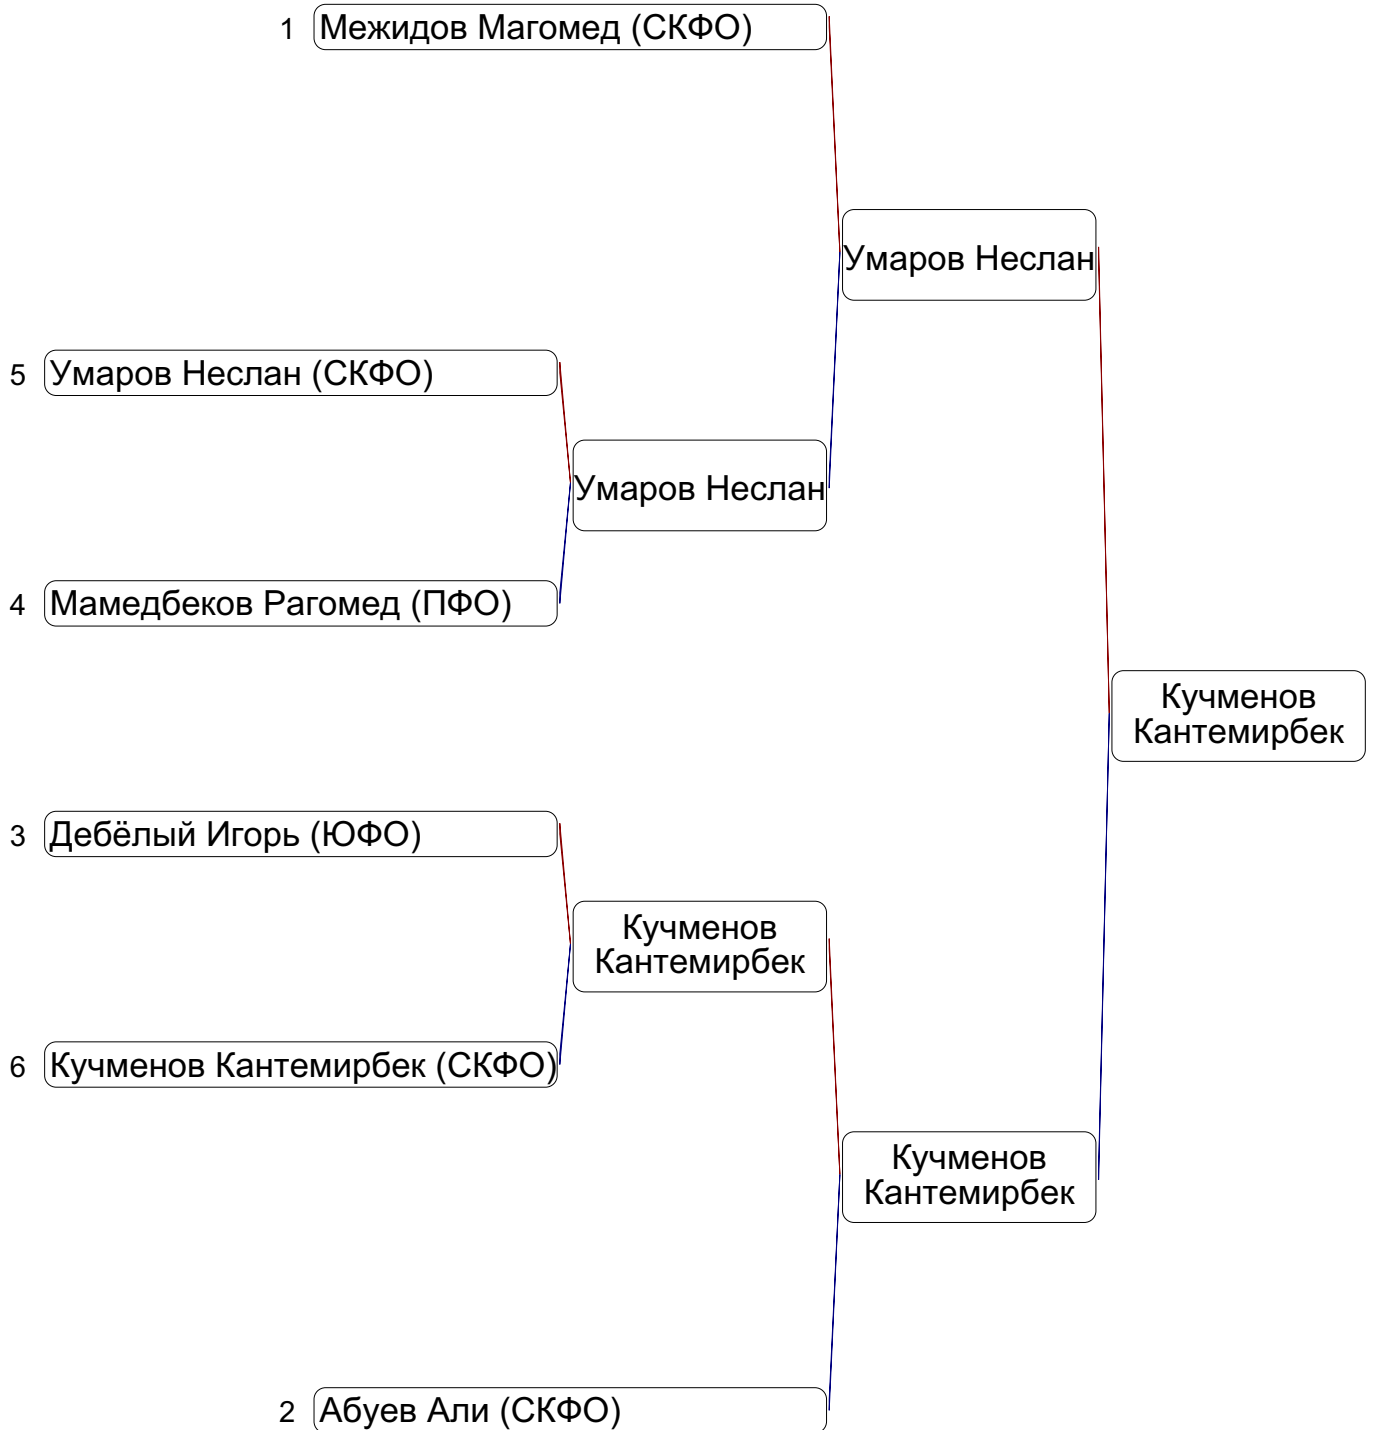 1 Межидов Магомед (СКФО)
Умаров Неслан
5 Умаров Неслан (СКФО)
Умаров Неслан
4 Мамедбеков Рагомед (ПФО)
Кучменов
Кантемирбек
3 Дебёлый Игорь (ЮФО)
Кучменов
Кантемирбек
6 Кучменов Кантемирбек (СКФО)
Кучменов
Кантемирбек
2 Абуев Али (СКФО)